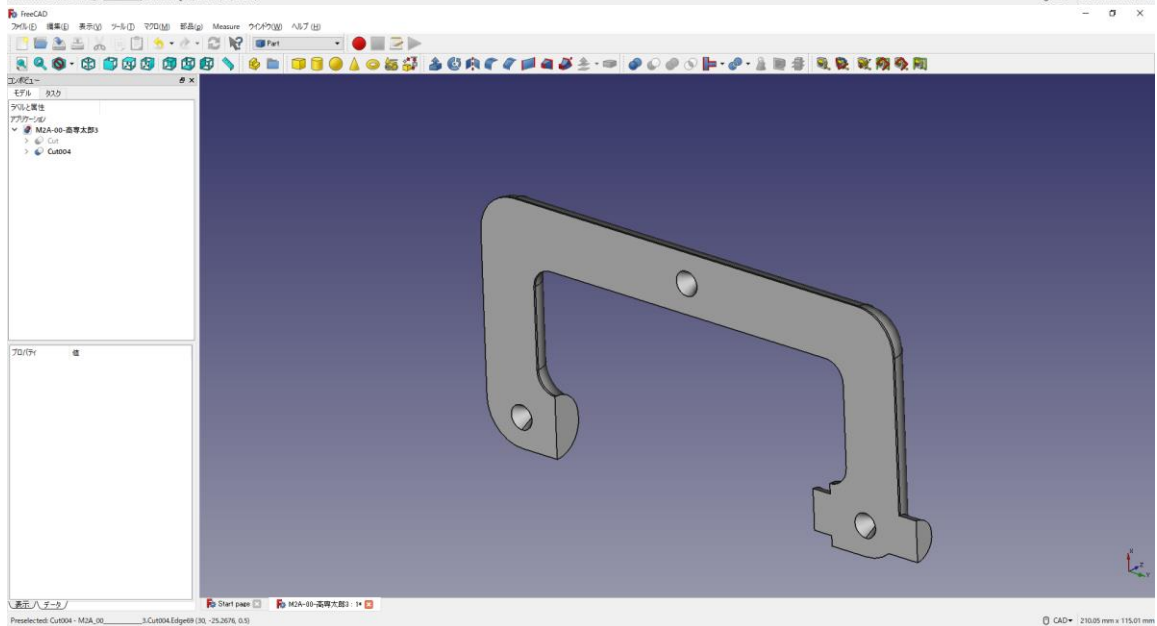 FreeCAD
ファイル(F) 編集(E) 表示(V) ツール(T) マクロ(M) 部品(p) Measure ウィンドウ(W) ヘルプ(H)
Part
コンボビュー
モデル タスク
ラベルと属性
アプリケーション
M2A-00-高専太郎3
Cut
Cut004
プロパティ 値
X
Z
Y
表示 データ
Start page M2A-00-高専太郎3 : 1*
Preselected: Cut004 - M2A_00_________3.Cut004.Edge69 (30, -25.2676, 0.5)
CAD 210.05 mm x 115.01 mm